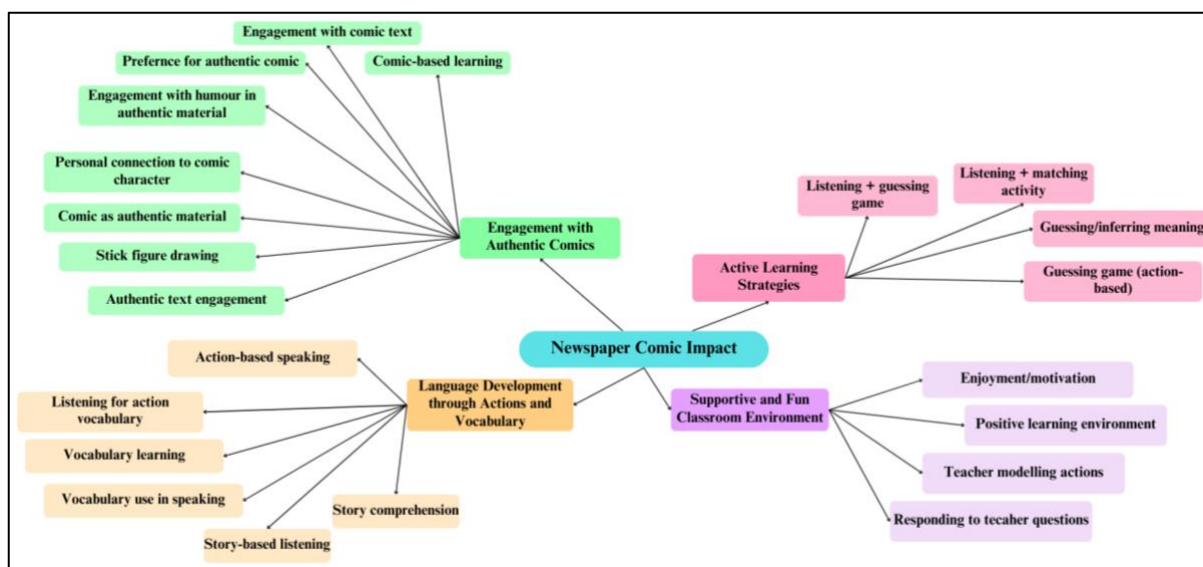 Engagement with comic text
Prefernce for authentic comic
Comic-based learning
Engagement with humour in
authentic material
Personal connection to comic
character
Comic as authentic material
Stick figure drawing
Authentic text engagement
Engagement with
Authentic Comics
Listening + guessing
game
Listening + matching
activity
Guessing/inferring meaning
Guessing game (action-
based)
Active Learning
Strategies
Newspaper Comic Impact
Action-based speaking
Listening for action
vocabulary
Vocabulary learning
Vocabulary use in speaking
Story-based listening
Story comprehension
Language Development
through Actions and
Vocabulary
Supportive and Fun
Classroom Environment
Enjoyment/motivation
Positive learning environment
Teacher modelling actions
Responding to tecaher questions